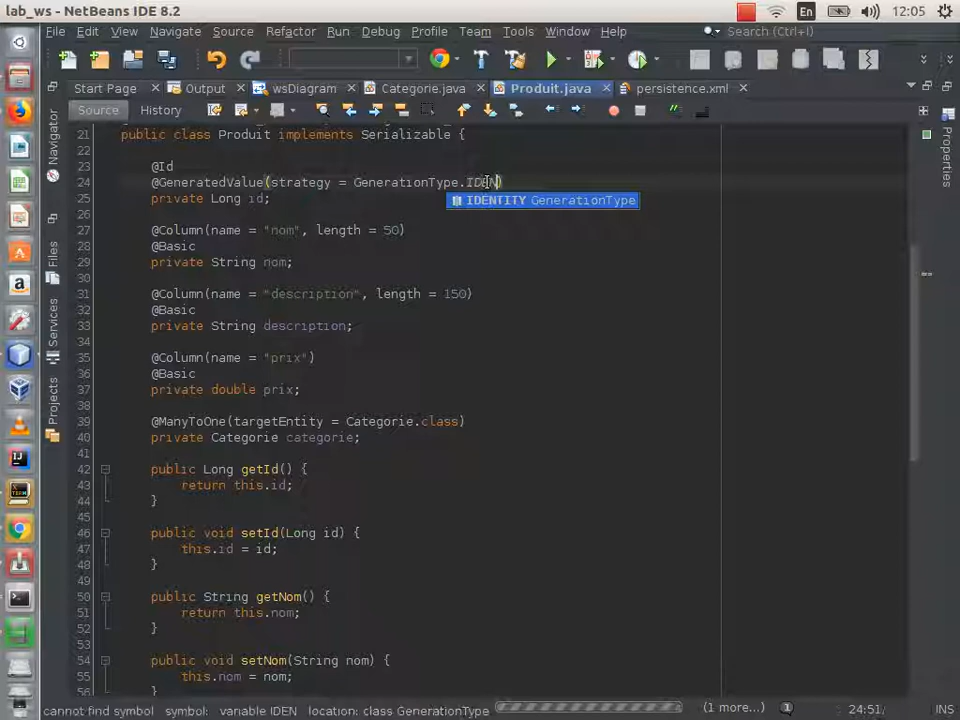 lab_ws - NetBeans IDE 8.2
En
12:05
File Edit View Navigate Source Refactor Run Debug Profile Team Tools Window Help
Search (Ctrl+I)
Start Page Output wsDiagram Categorie.java Produit.java persistence.xml
Source History
Navigator
Files
Services
Projects
Properties
21 public class Produit implements Serializable {
22
23 @Id
24 @GeneratedValue(strategy = GenerationType.IDEN)
25 private Long id;
IDENTITY GenerationType
26
27 @Column(name = "nom", length = 50)
28 @Basic
29 private String nom;
30
31 @Column(name = "description", length = 150)
32 @Basic
33 private String description;
34
35 @Column(name = "prix")
36 @Basic
37 private double prix;
38
39 @ManyToOne(targetEntity = Categorie.class)
40 private Categorie categorie;
41
42 public Long getId() {
43 return this.id;
44 }
45
46 public void setId(Long id) {
47 this.id = id;
48 }
49
50 public String getNom() {
51 return this.nom;
52 }
53
54 public void setNom(String nom) {
55 this.nom = nom;
56 }
cannot find symbol symbol: variable IDEN location: class GenerationType
(1 more...)
1
24:51
INS